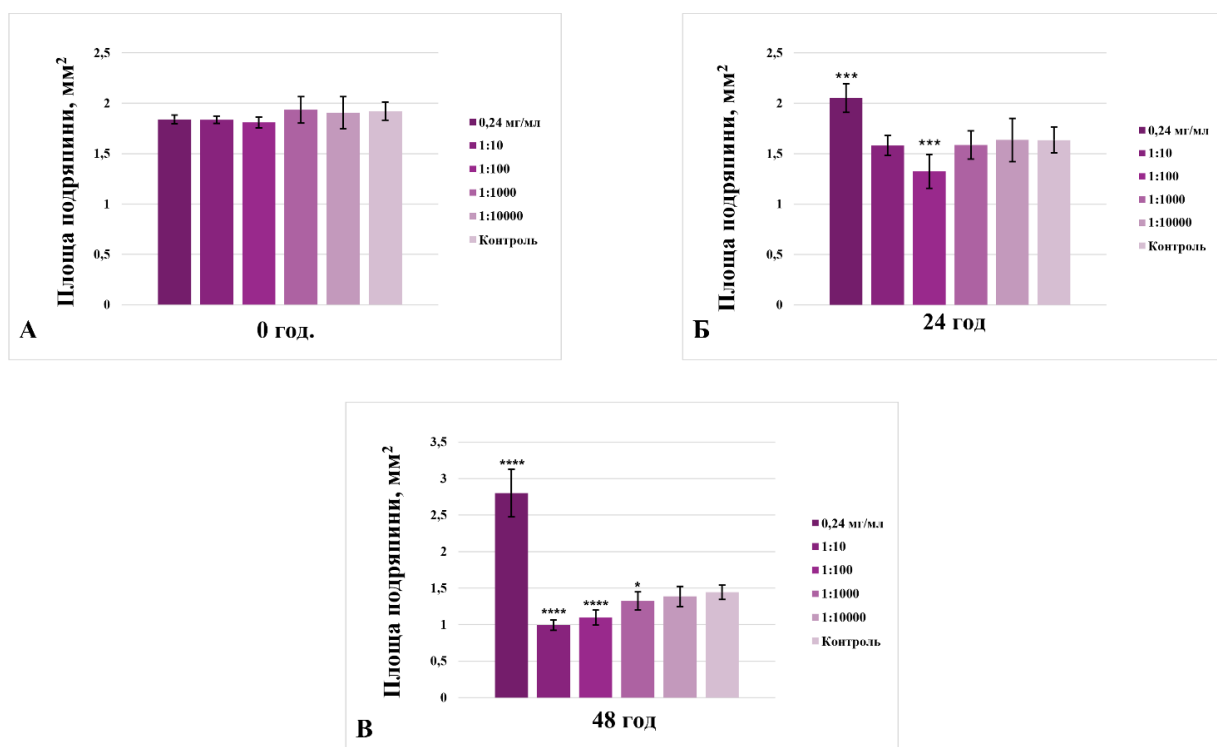 Площа подряпини, мм²
2,5
2
1,5
1
0,5
0
0,24 мг/мл
1:10
1:100
1:1000
1:10000
Контроль
А
0 год.
Площа подряпини, мм²
2,5
2
1,5
1
0,5
0
***
***
0,24 мг/мл
1:10
1:100
1:1000
1:10000
Контроль
Б
24 год
Площа подряпини, мм²
3,5
3
2,5
2
1,5
1
0,5
0
****
****
****
*
0,24 мг/мл
1:10
1:100
1:1000
1:10000
Контроль
В
48 год